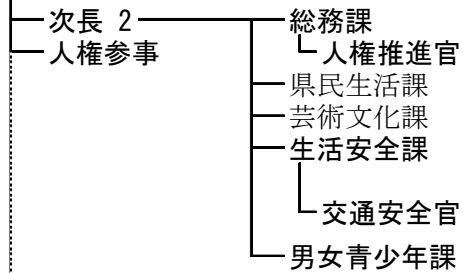 次長 2 総務課
人権参事 人権推進官
県民生活課
芸術文化課
生活安全課
交通安全官
男女青少年課